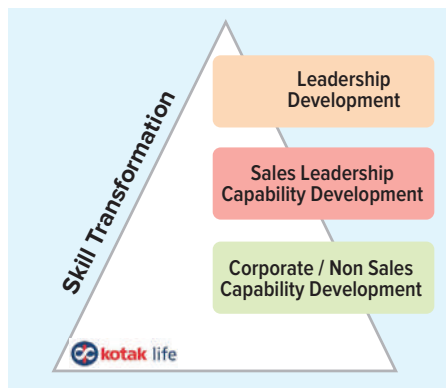 Skill Transformation
Leadership
Development
Sales Leadership
Capability Development
Corporate / Non Sales
Capability Development
kotak life